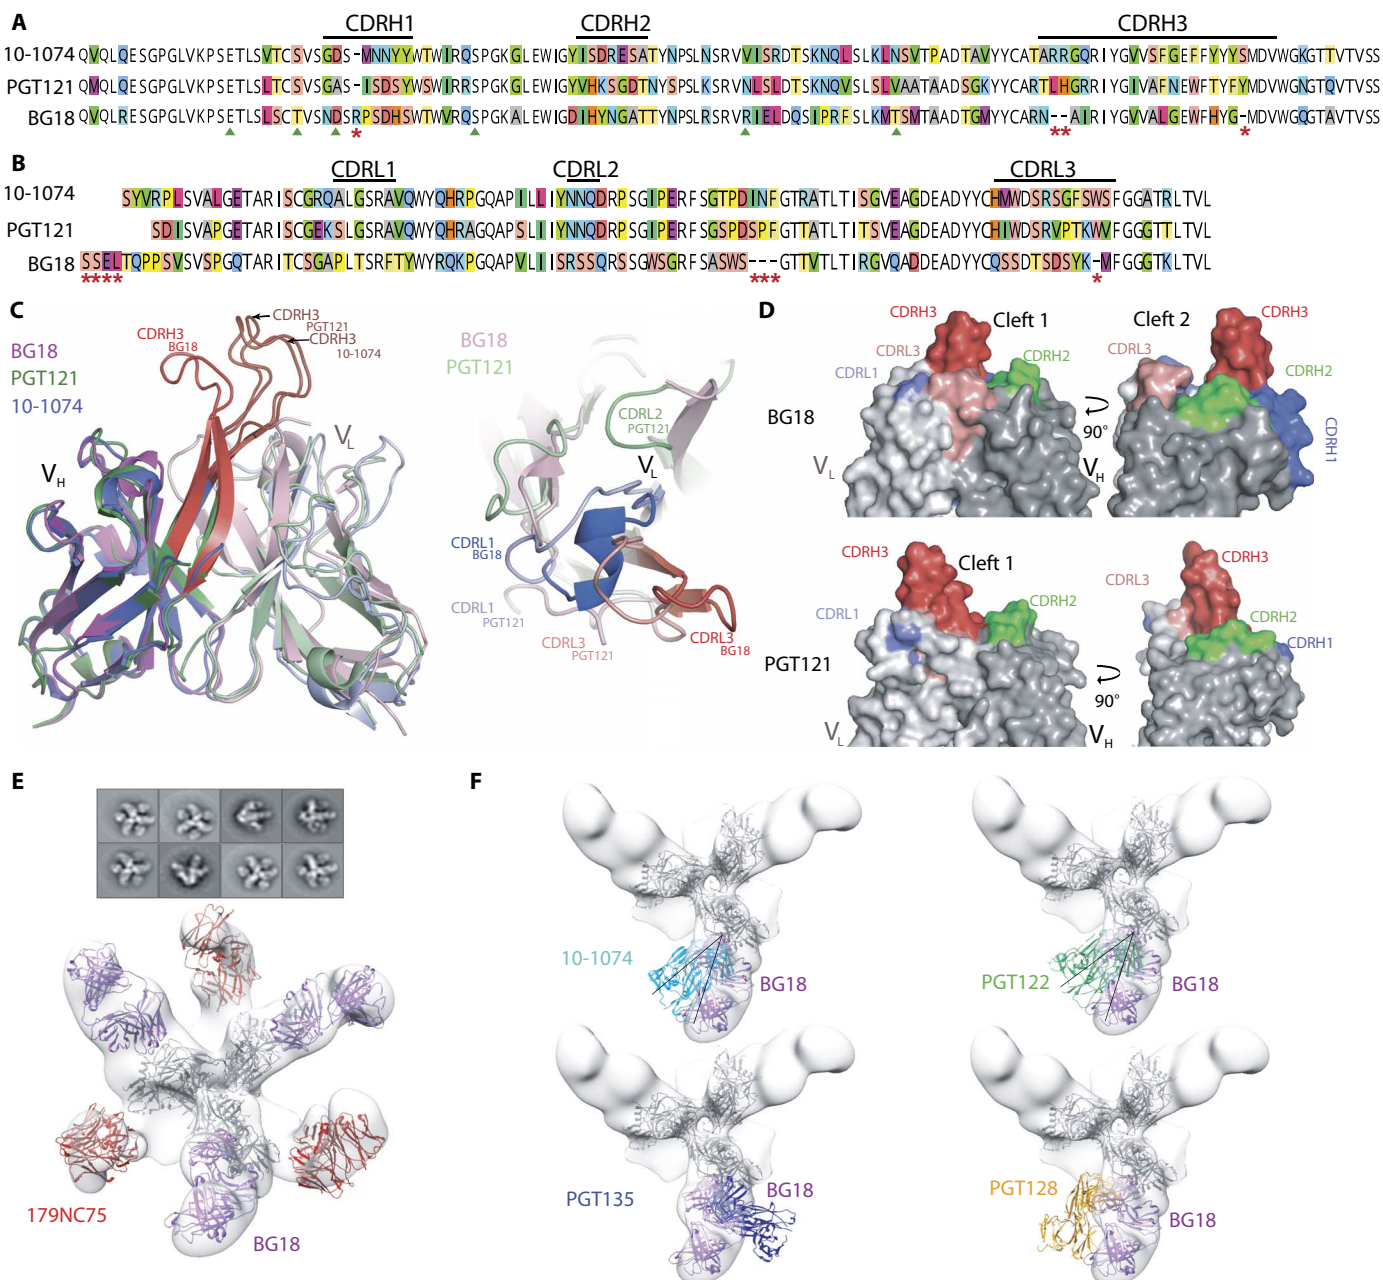 A
CDRH1 CDRH2 CDRH3
10-1074 QVQLQESGPGLVKPSETLSVTCSVSGDS-MNNYYWTWIRQSPGKGLEWIGYISDRESATYNPSLNSRVVISRDTSKNQLSLKLNSVTPADTAVYYCATARRGQRIYGVVSFGEFFYYYSMDVWGKGTTVTVSS
PGT121 QMQLQESGPGLVKPSETLSLTCSVSGAS-ISDSYWSWIRRSPGKGLEWIGYVHKSGDTNYSPSLKSRVNLSLDTSKNQVSLSLVAATAADSGKYYCARTLHGRRIYGIVAFNEWFTYFYMDVWGNGTQVTVSS
BG18 QVQLRESGPGLVKPSETLSLSCTVSNDSRPSDHSWTWVRQSPGKALEWIGDIHYNGATTYNPSLRSRVRIELDQSIPRFSLKMTSMTAADTGMYYCARN--AIRIYGVVALGEWFHYG-MDVWGQGTAVTVSS
* ** *
B
CDRL1 CDRL2 CDRL3
10-1074 SYVRPLSVALGETARISCGRQALGSRAVQWYQHRPGQAPILLIYNNQDRPSGIPERFSGTPDINFGTRATLTISGVEAGDEADYYCHMWDSRSGFSWSFGGATRLTVL
PGT121 SDISVAPGETARISCGEKSLGSRAVQWYQHRAGQAPSLIIYNNQDRPSGIPERFSGSPDSPFGTTATLTITSVEAGDEADYYCHIWDSRVPTKWVFGGGTTLTVL
BG18 SSELTQPPSVSVSPGQTARITCSGAPLTSRFTYWYRQKPGQAPVLIISRSSQRSSGWSGRFSASWS---GTTVTLTIRGVQADDEADYYCQSSDTSDSYK-MFGGGTKLTVL
**** *** *
C
BG18
PGT121
10-1074
CDRH3 BG18
CDRH3 PGT121
CDRH3 10-1074
VH
VL
BG18
PGT121
CDRL2 PGT121
VL
CDRL1 BG18
CDRL1 PGT121
CDRL3 PGT121
CDRL3 BG18
D
CDRH3
Cleft 1
CDRL3
CDRL1
CDRH2
BG18
VL
VH
90°
Cleft 2
CDRH3
CDRL3
CDRH2
CDRH1
CDRH3
Cleft 1
CDRL1
CDRH2
PGT121
VL
VH
90°
CDRH3
CDRL3
CDRH2
CDRH1
E
179NC75
BG18
F
10-1074
BG18
PGT122
BG18
PGT135
BG18
PGT128
BG18